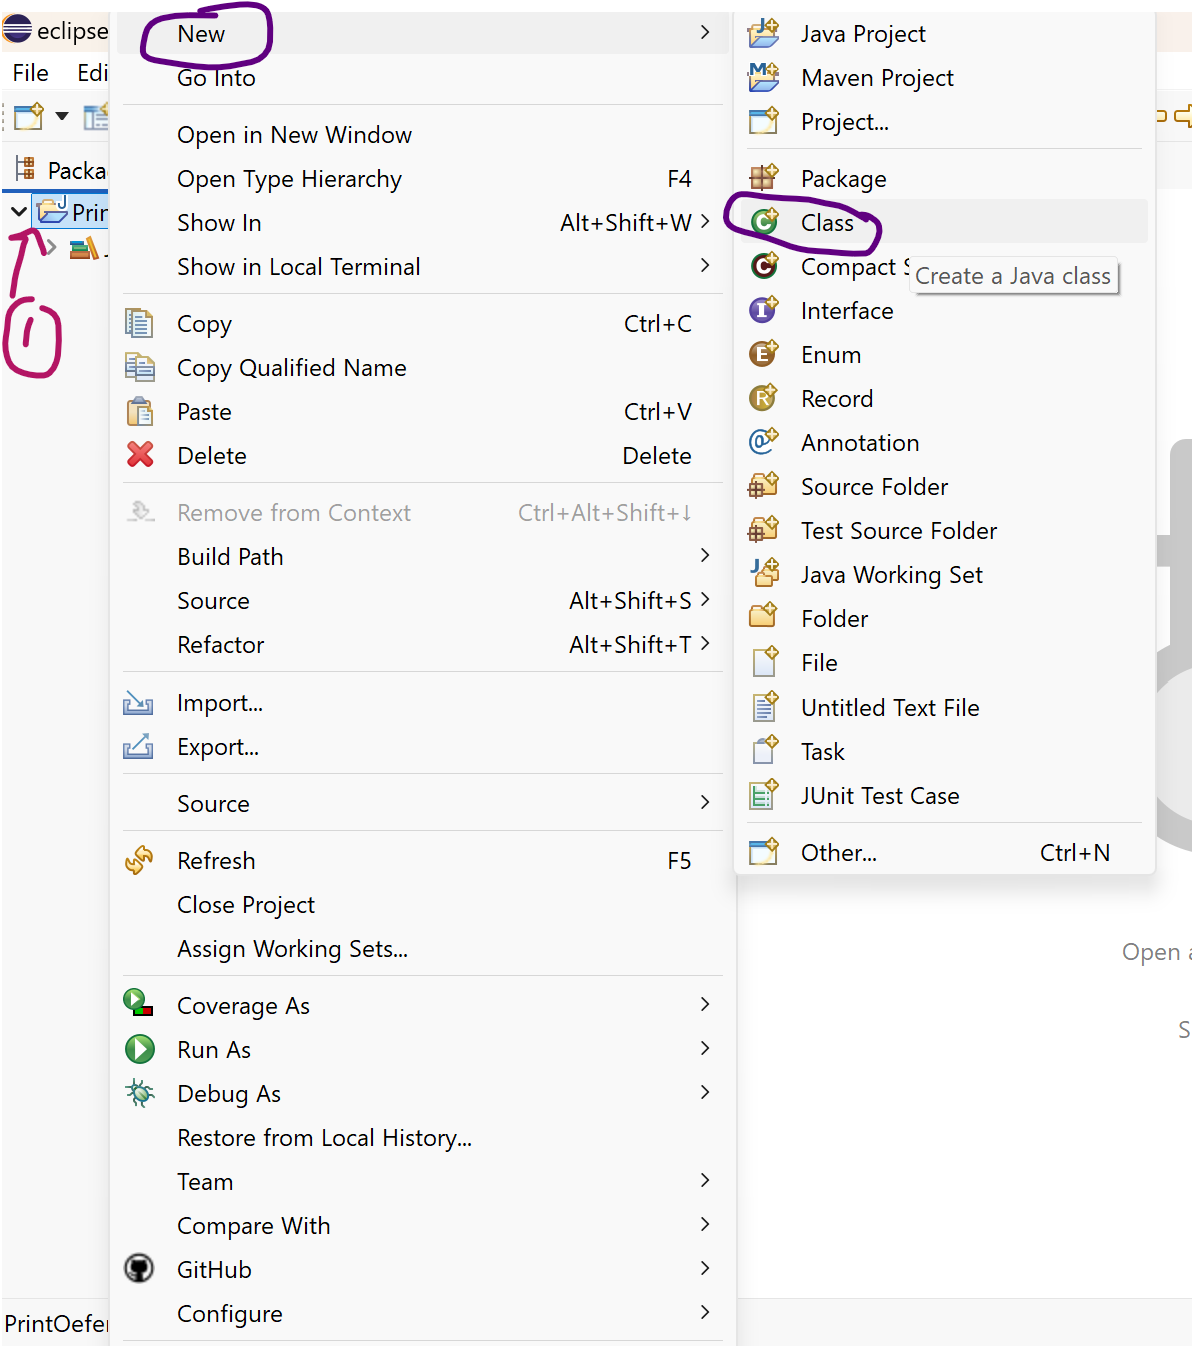 eclipse
File Edi
Packa
Prin
1
New
Go Into
Open in New Window
Open Type Hierarchy F4
Show In Alt+Shift+W
Show in Local Terminal
Copy Ctrl+C
Copy Qualified Name
Paste Ctrl+V
Delete Delete
Remove from Context Ctrl+Alt+Shift+↓
Build Path
Source Alt+Shift+S
Refactor Alt+Shift+T
Import...
Export...
Source
Refresh F5
Close Project
Assign Working Sets...
Coverage As
Run As
Debug As
Restore from Local History...
Team
Compare With
GitHub
Configure
Java Project
Maven Project
Project...
Package
Class
Compact S
Create a Java class
Interface
Enum
Record
Annotation
Source Folder
Test Source Folder
Java Working Set
Folder
File
Untitled Text File
Task
JUnit Test Case
Other... Ctrl+N
Open a
S
PrintOefer